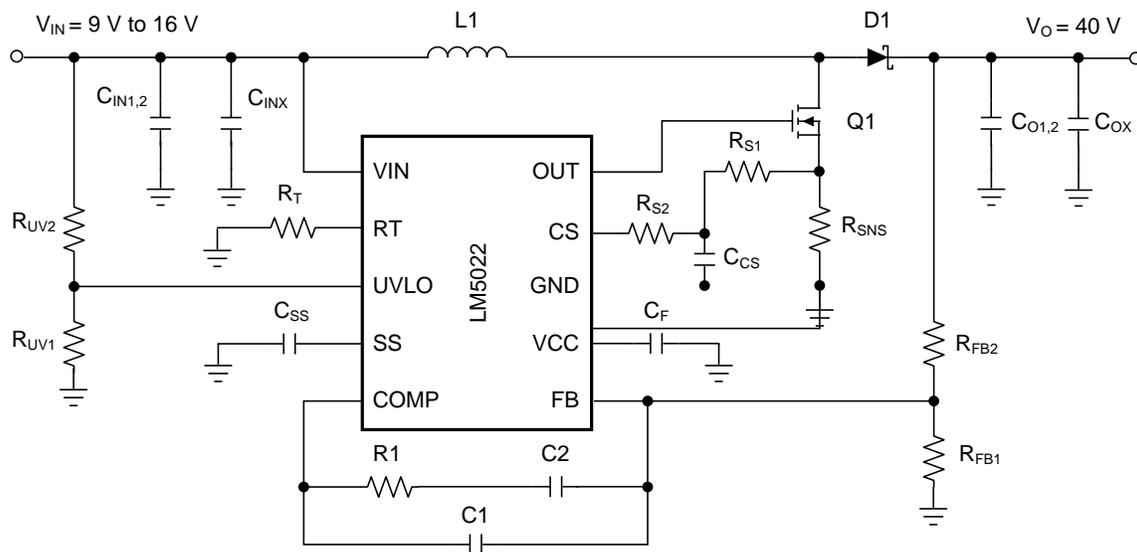 V_IN = 9 V to 16 V
L1
D1
V_O = 40 V
C_IN1,2
C_INX
Q1
C_O1,2
C_OX
VIN
OUT
R_S1
R_T
R_S2
R_UV2
RT
CS
R_SNS
C_CS
UVLO
LM5022
GND
C_SS
C_F
R_UV1
SS
VCC
R_FB2
COMP
FB
R1
C2
R_FB1
C1